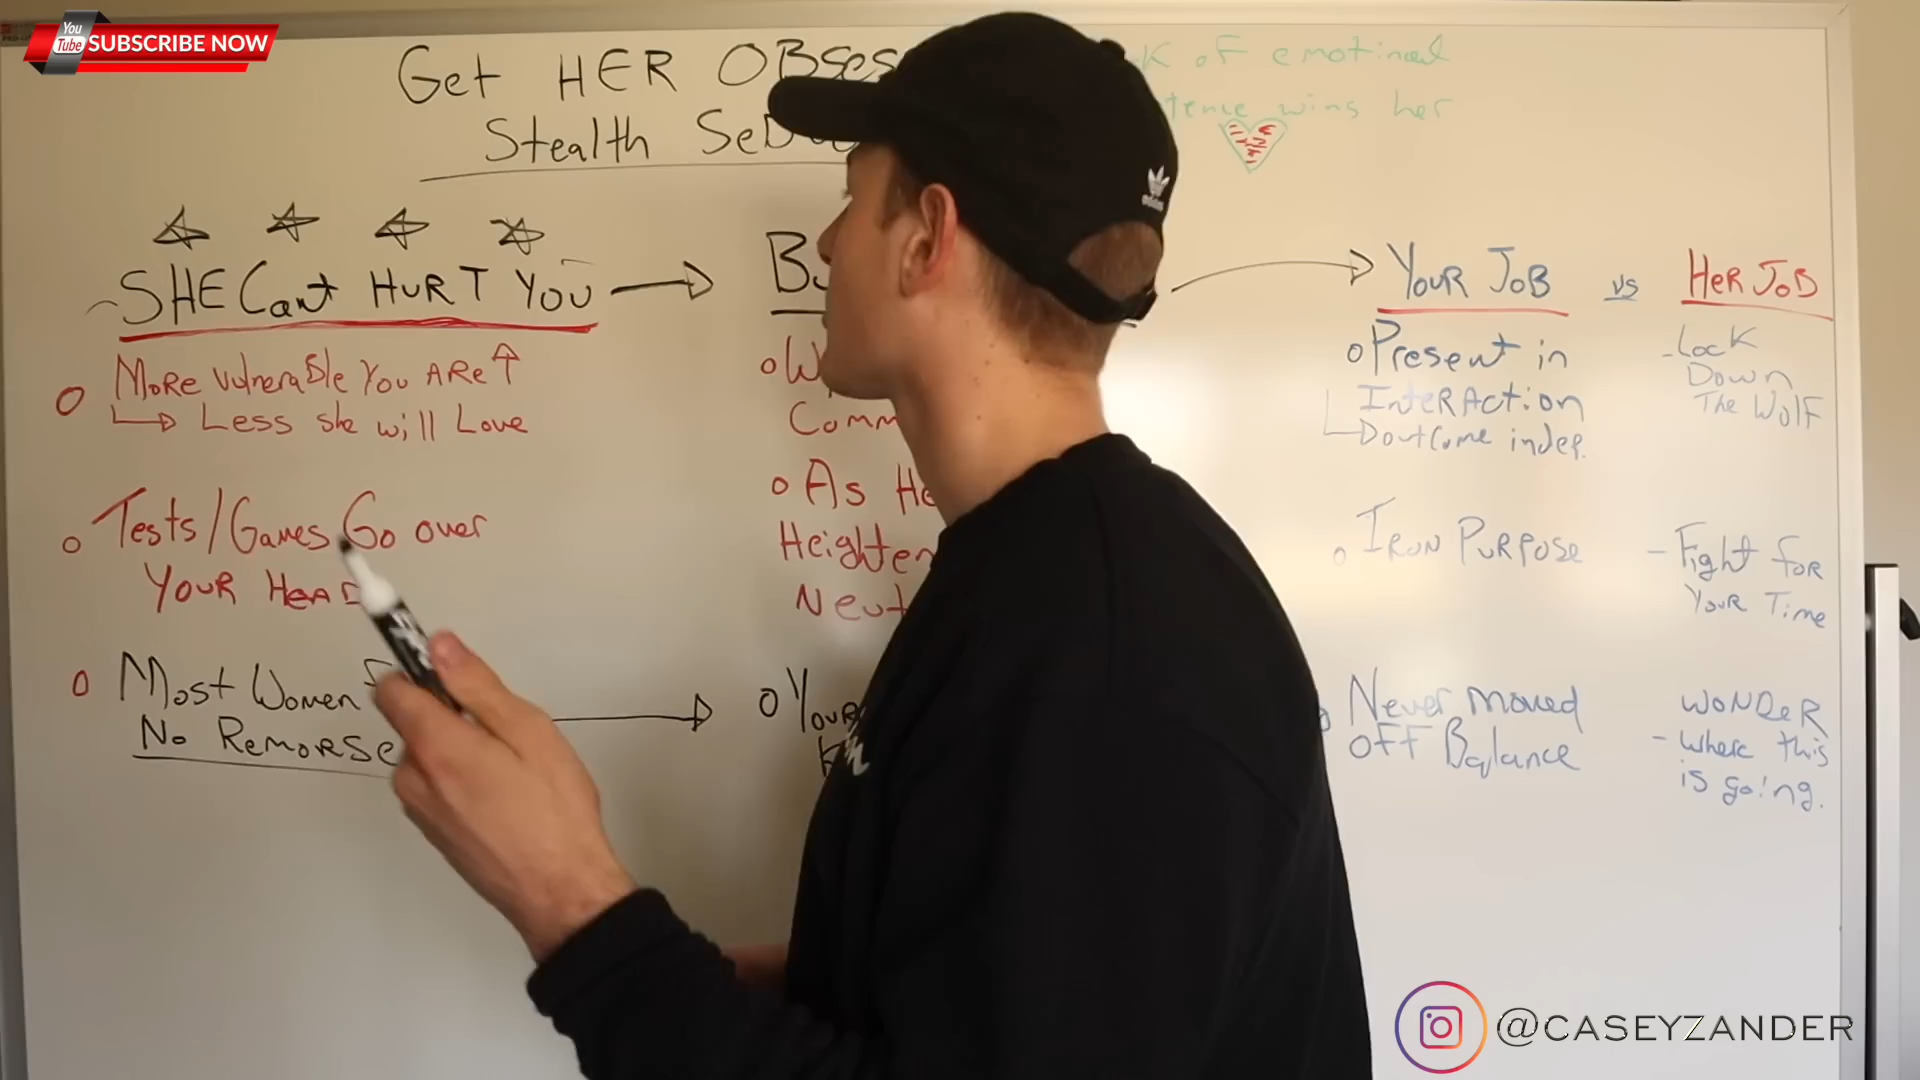 You
Tube SUBSCRIBE NOW
Get HER OBSes
Stealth SeD
K OF emotional
tence wins her
SHE Cant HURT YOU
YOUR JOB vs HER JOB
More vulnerable You ARe
Less she will Love
Tests/Games Go over
YOUR HEAD
Most Women F
No Remorse
Comm
As He
Heighten
Neut
Your
Present in
InteRAction
outcome indep.
IRon PuRPose
Never moved
OFF Balance
-Lock
Down
The Wolf
- Fight for
Your Time
WONDeR
- where this
is going.
adidas
@CASEYZANDER